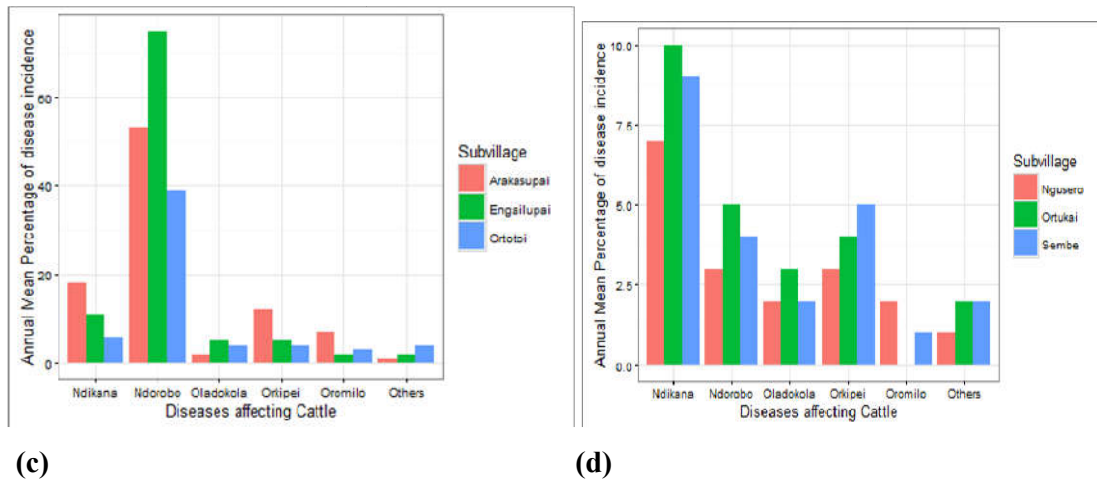 Annual Mean Percentage of disease incidence
60
40
20
0
Ndikana Ndorobo Oladokola Orkipei Oromilo Others
Diseases affecting Cattle
Subvillage
Arakasupai
Engailupai
Ortotoi
(c)
Annual Mean Percentage of disease incidence
10.0
7.5
5.0
2.5
0.0
Ndikana Ndorobo Oladokola Orkipei Oromilo Others
Diseases affecting Cattle
Subvillage
Ngusero
Ortukai
Sembe
(d)